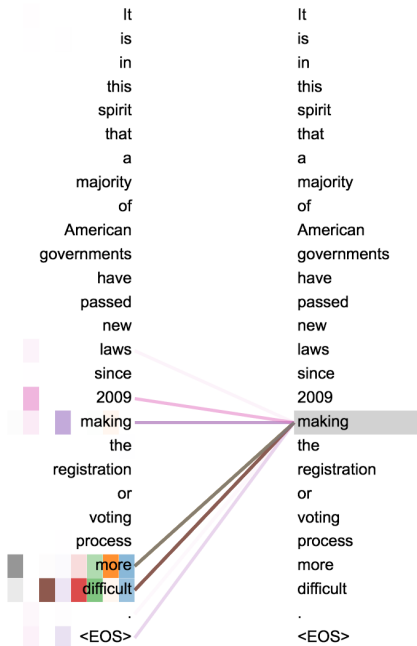 It It
is is
in in
this this
spirit spirit
that that
a a
majority majority
of of
American American
governments governments
have have
passed passed
new new
laws laws
since since
2009 2009
making making
the the
registration registration
or or
voting voting
process process
more more
difficult difficult
. .
<EOS> <EOS>